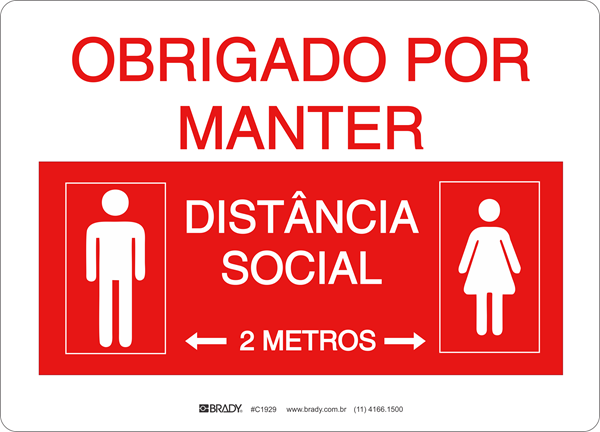 OBRIGADO POR
MANTER
DISTÂNCIA
SOCIAL
2 METROS
BRADY #C1929 www.brady.com.br (11) 4166.1500